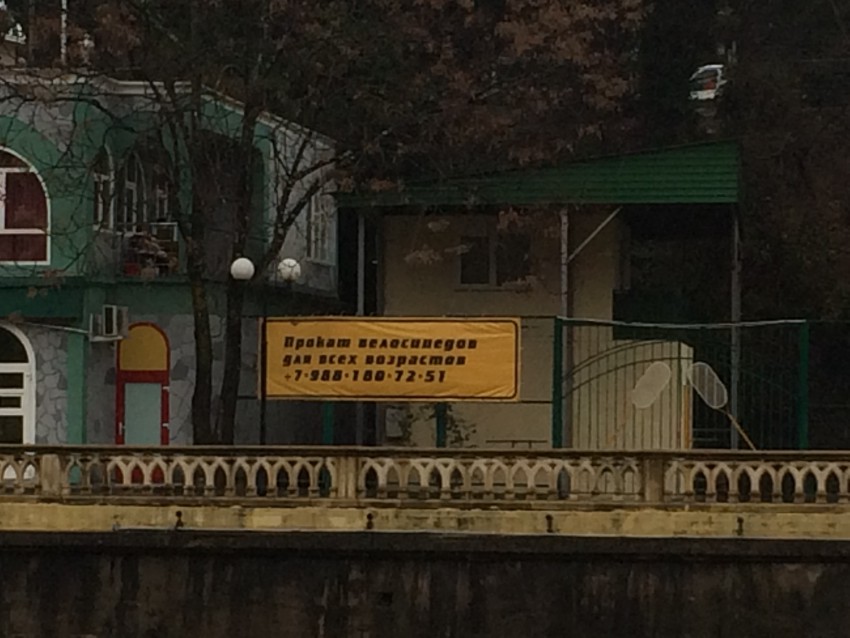 Прокат велосипедов
для всех возрастов
+7-988-180-72-51